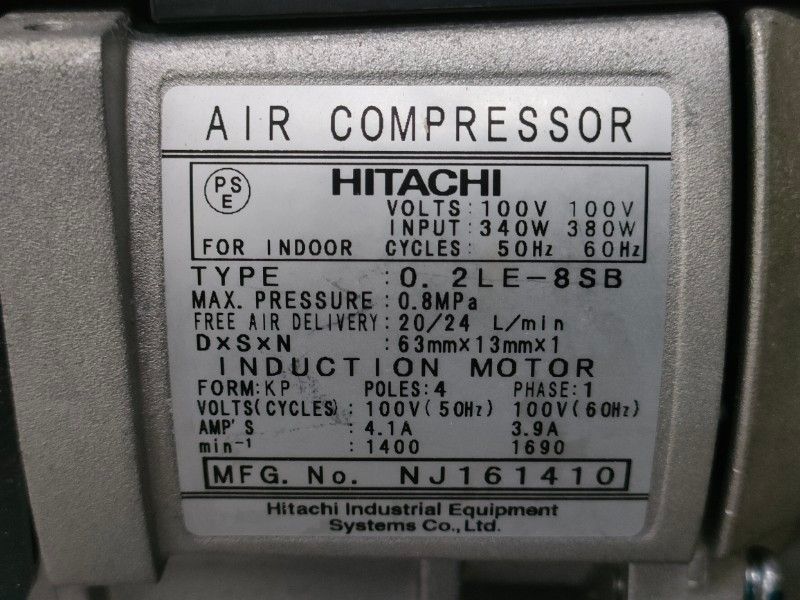 AIR COMPRESSOR
PS
E
HITACHI
VOLTS: 100V 100V
INPUT: 340W 380W
FOR INDOOR CYCLES: 50Hz 60Hz
TYPE : 0. 2LE-8SB
MAX. PRESSURE : 0.8MPa
FREE AIR DELIVERY : 20/24 L/min
D×S×N : 63mm×13mm×1
INDUCTION MOTOR
FORM:KP POLES:4 PHASE:1
VOLTS(CYCLES) : 100V(50Hz) 100V(60Hz)
AMP'S : 4.1A 3.9A
min⁻¹ : 1400 1690
MFG. No. NJ161410
Hitachi Industrial Equipment
Systems Co.,Ltd.